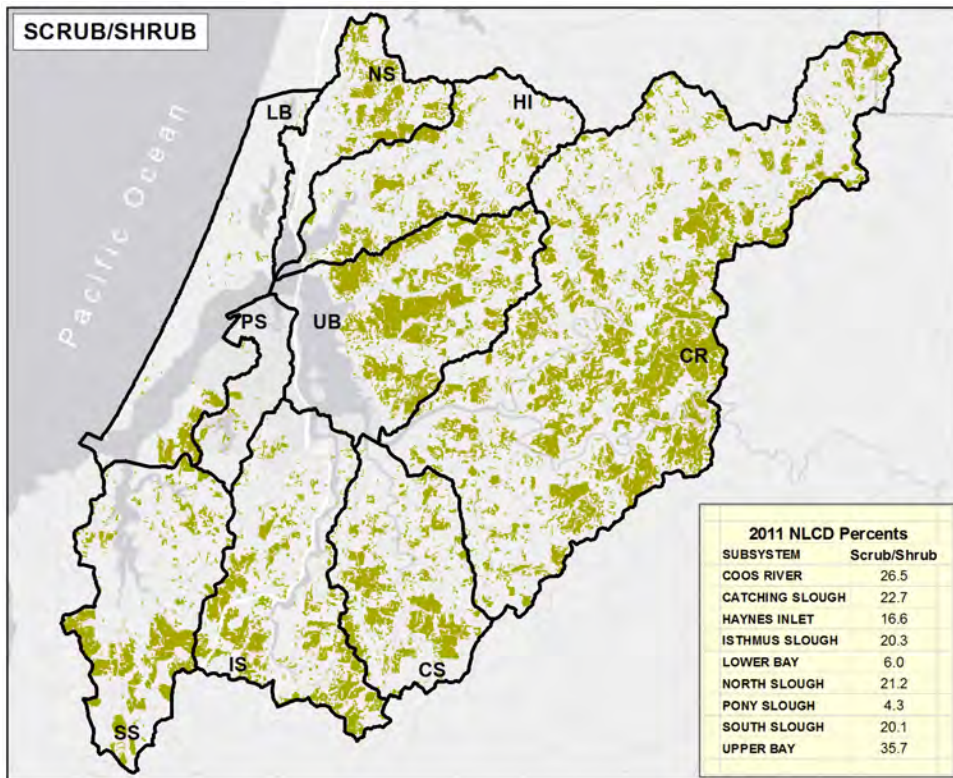 SCRUB/SHRUB
NS
HI
LB
Pacific Ocean
PS
UB
CR
IS
CS
SS
2011 NLCD Percents
SUBSYSTEM Scrub/Shrub
COOS RIVER 26.5
CATCHING SLOUGH 22.7
HAYNES INLET 16.6
ISTHMUS SLOUGH 20.3
LOWER BAY 6.0
NORTH SLOUGH 21.2
PONY SLOUGH 4.3
SOUTH SLOUGH 20.1
UPPER BAY 35.7